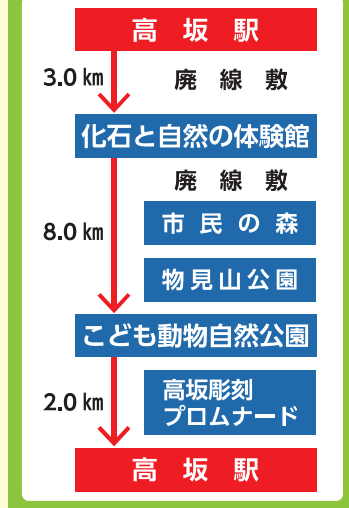 高坂駅
3.0 km
廃線敷
化石と自然の体験館
廃線敷
市民の森
8.0 km
物見山公園
こども動物自然公園
2.0 km
高坂彫刻
プロムナード
高坂駅